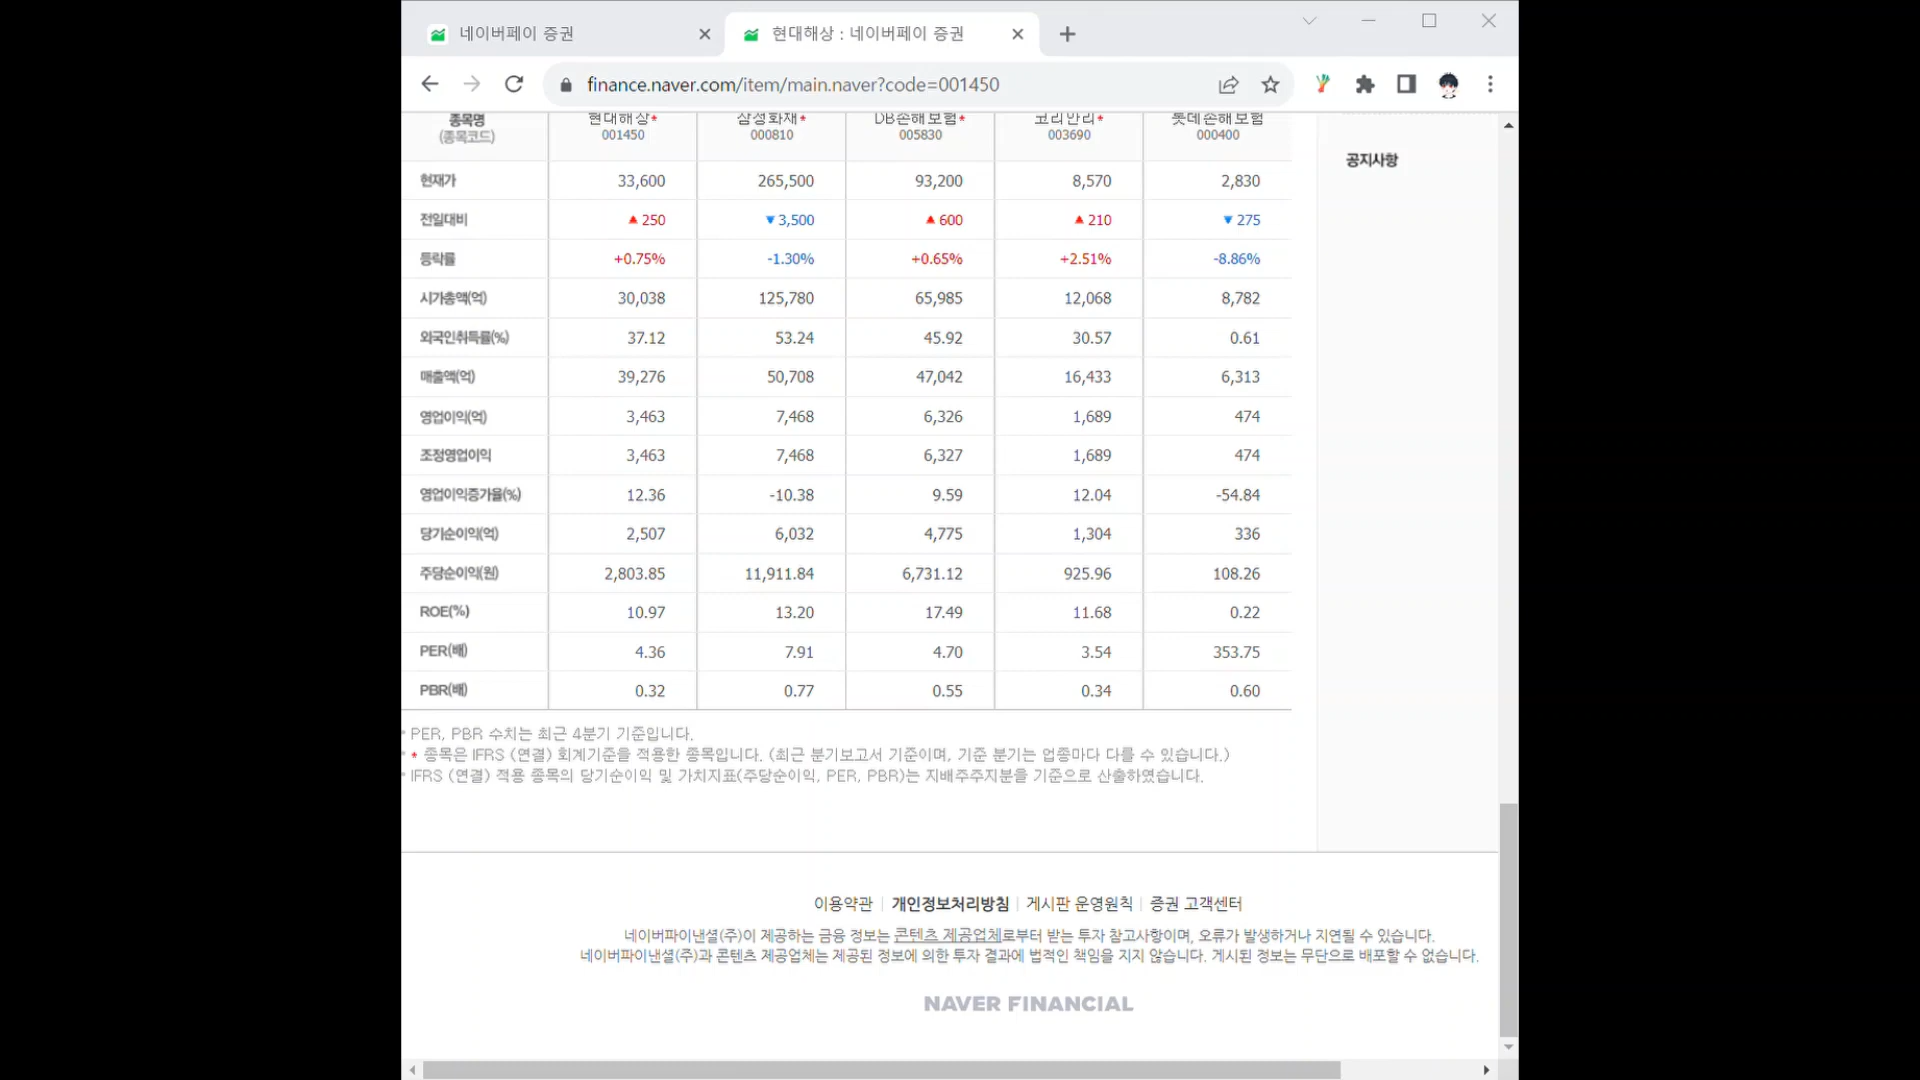 네이버페이 증권
현대해상 : 네이버페이 증권
finance.naver.com/item/main.naver?code=001450
종목명 현대해상* 삼성화재* DB손해보험* 코리안리* 롯데손해보험
(종목코드) 001450 000810 005830 003690 000400
공지사항
현재가 33,600 265,500 93,200 8,570 2,830
전일대비 ▲250 ▼3,500 ▲600 ▲210 ▼275
등락률 +0.75% -1.30% +0.65% +2.51% -8.86%
시가총액(억) 30,038 125,780 65,985 12,068 8,782
외국인취득률(%) 37.12 53.24 45.92 30.57 0.61
매출액(억) 39,276 50,708 47,042 16,433 6,313
영업이익(억) 3,463 7,468 6,326 1,689 474
조정영업이익 3,463 7,468 6,327 1,689 474
영업이익증가율(%) 12.36 -10.38 9.59 12.04 -54.84
당기순이익(억) 2,507 6,032 4,775 1,304 336
주당순이익(원) 2,803.85 11,911.84 6,731.12 925.96 108.26
ROE(%) 10.97 13.20 17.49 11.68 0.22
PER(배) 4.36 7.91 4.70 3.54 353.75
PBR(배) 0.32 0.77 0.55 0.34 0.60
* PER, PBR 수치는 최근 4분기 기준입니다.
* * 종목은 IFRS (연결) 회계기준을 적용한 종목입니다. (최근 분기보고서 기준이며, 기준 분기는 업종마다 다를 수 있습니다.)
* IFRS (연결) 적용 종목의 당기순이익 및 가치지표(주당순이익, PER, PBR)는 지배주주지분을 기준으로 산출하였습니다.
이용약관 | 개인정보처리방침 | 게시판 운영원칙 | 증권 고객센터
네이버파이낸셜(주)이 제공하는 금융 정보는 콘텐츠 제공업체로부터 받는 투자 참고사항이며, 오류가 발생하거나 지연될 수 있습니다.
네이버파이낸셜(주)과 콘텐츠 제공업체는 제공된 정보에 의한 투자 결과에 법적인 책임을 지지 않습니다. 게시된 정보는 무단으로 배포할 수 없습니다.
NAVER FINANCIAL